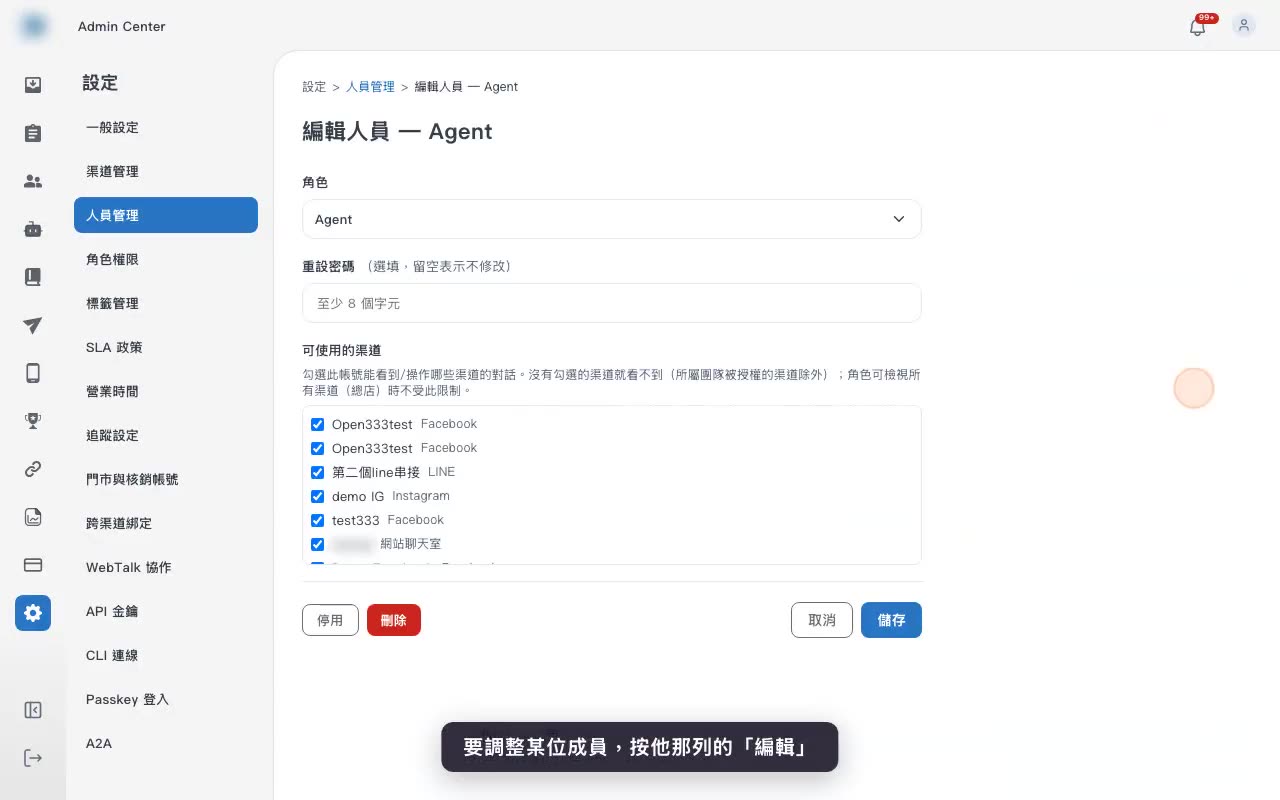 Admin Center
99+
設定
一般設定
渠道管理
人員管理
角色權限
標籤管理
SLA 政策
營業時間
追蹤設定
門市與核銷帳號
跨渠道綁定
WebTalk 協作
API 金鑰
CLI 連線
Passkey 登入
A2A
設定 > 人員管理 > 編輯人員 — Agent
編輯人員 — Agent
角色
Agent
重設密碼 （選填，留空表示不修改）
至少 8 個字元
可使用的渠道
勾選此帳號能看到/操作哪些渠道的對話。沒有勾選的渠道就看不到（所屬團隊被授權的渠道除外）；角色可檢視所
有渠道（總店）時不受此限制。
Open333test Facebook
Open333test Facebook
第二個line串接 LINE
demo IG Instagram
test333 Facebook
網站聊天室
停用
刪除
取消
儲存
要調整某位成員，按他那列的「編輯」